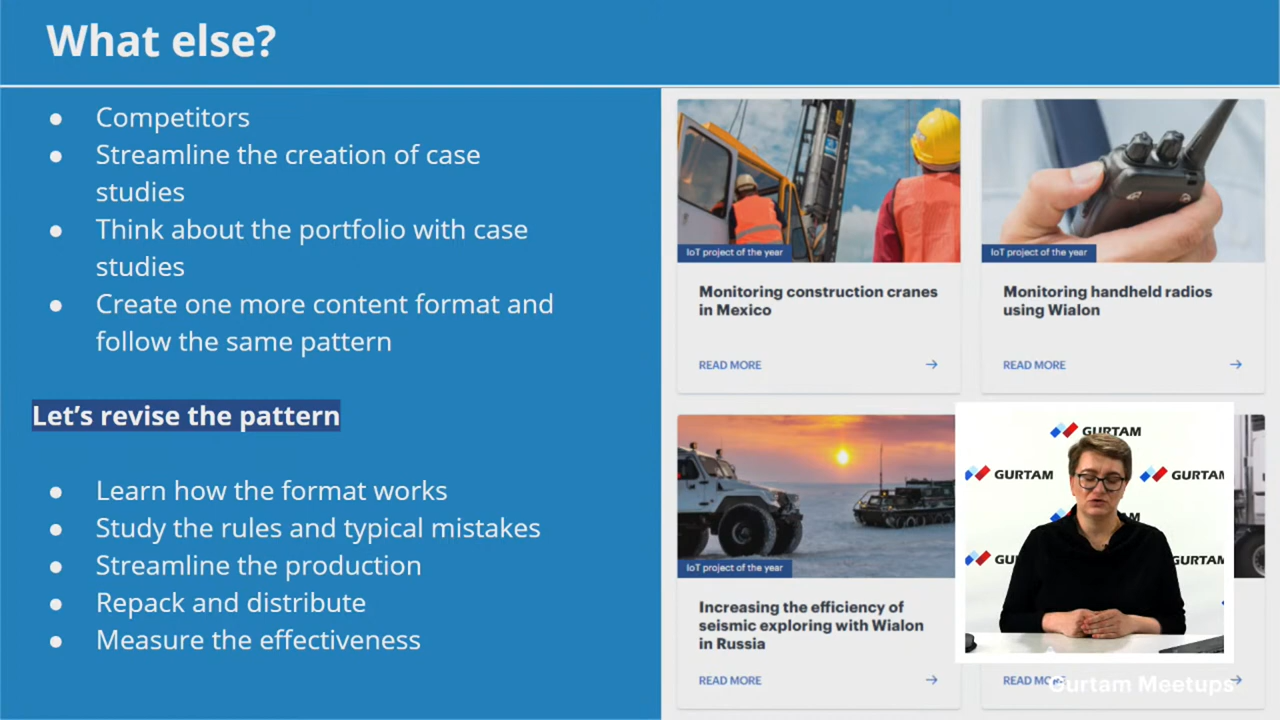 What else?
● Competitors
● Streamline the creation of case
studies
● Think about the portfolio with case
studies
● Create one more content format and
follow the same pattern
Let’s revise the pattern
● Learn how the format works
● Study the rules and typical mistakes
● Streamline the production
● Repack and distribute
● Measure the effectiveness
IoT project of the year
Monitoring construction cranes
in Mexico
READ MORE →
IoT project of the year
Monitoring handheld radios
using Wialon
READ MORE →
IoT project of the year
Increasing the efficiency of
seismic exploring with Wialon
in Russia
READ MORE →
GURTAM
GURTAM
GURTAM
GURTAM
READ MORE →
Gurtam Meetups